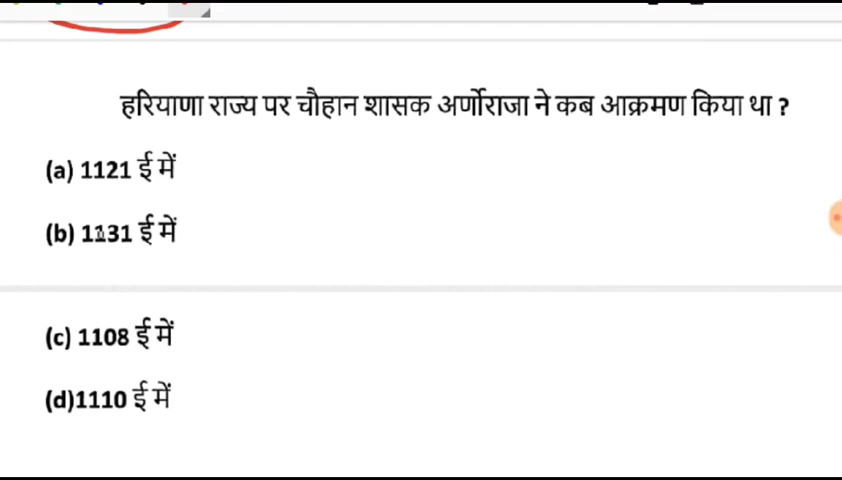 हरियाणा राज्य पर चौहान शासक अर्णोराजा ने कब आक्रमण किया था ?
(a) 1121 ई में
(b) 1131 ई में
(c) 1108 ई में
(d)1110 ई में